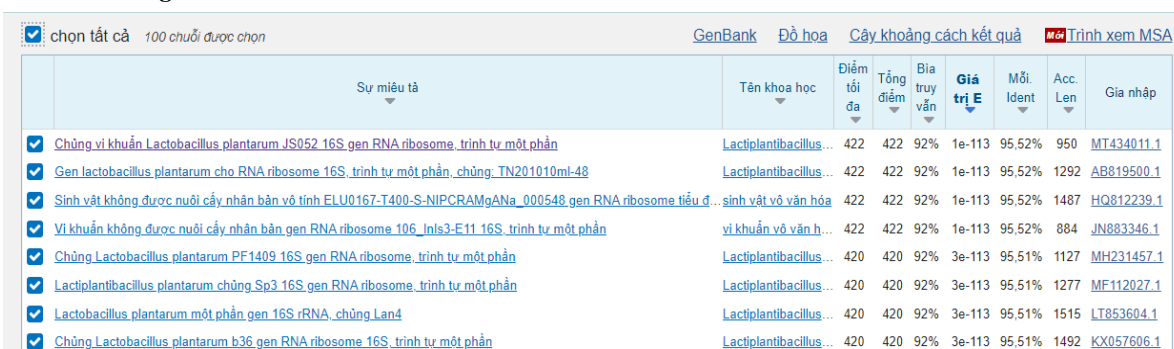 chọn tất cả 100 chuỗi được chọn GenBank Đồ họa Cây khoảng cách kết quả Mới Trình xem MSA
Sự miêu tả Tên khoa học Điểm tối đa Tổng điểm Bìa truy vấn Giá trị E Mỗi. Ident Acc. Len Gia nhập
Chủng vi khuẩn Lactobacillus plantarum JS052 16S gen RNA ribosome, trình tự một phần Lactiplantibacillus... 422 422 92% 1e-113 95,52% 950 MT434011.1
Gen lactobacillus plantarum cho RNA ribosome 16S, trình tự một phần, chủng: TN201010ml-48 Lactiplantibacillus... 422 422 92% 1e-113 95,52% 1292 AB819500.1
Sinh vật không được nuôi cấy nhân bản vô tính ELU0167-T400-S-NIPCRAMgANa_000548 gen RNA ribosome tiểu đ... sinh vật vô văn hóa 422 422 92% 1e-113 95,52% 1487 HQ812239.1
Vi khuẩn không được nuôi cấy nhân bản gen RNA ribosome 106_Inls3-E11 16S, trình tự một phần vi khuẩn vô văn h... 422 422 92% 1e-113 95,52% 884 JN883346.1
Chủng Lactobacillus plantarum PF1409 16S gen RNA ribosome, trình tự một phần Lactiplantibacillus... 420 420 92% 3e-113 95,51% 1127 MH231457.1
Lactiplantibacillus plantarum chủng Sp3 16S gen RNA ribosome, trình tự một phần Lactiplantibacillus... 420 420 92% 3e-113 95,51% 1277 MF112027.1
Lactobacillus plantarum một phần gen 16S rRNA, chủng Lan4 Lactiplantibacillus... 420 420 92% 3e-113 95,51% 1515 LT853604.1
Chủng Lactobacillus plantarum b36 gen RNA ribosome 16S, trình tự một phần Lactiplantibacillus... 420 420 92% 3e-113 95,51% 1492 KX057606.1